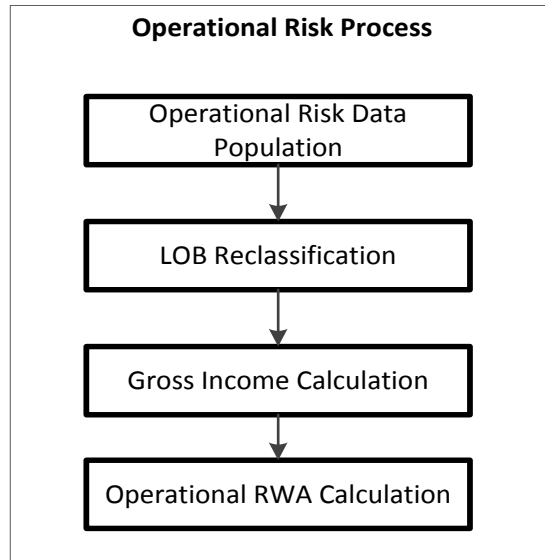 Operational Risk Process
Operational Risk Data
Population
LOB Reclassification
Gross Income Calculation
Operational RWA Calculation